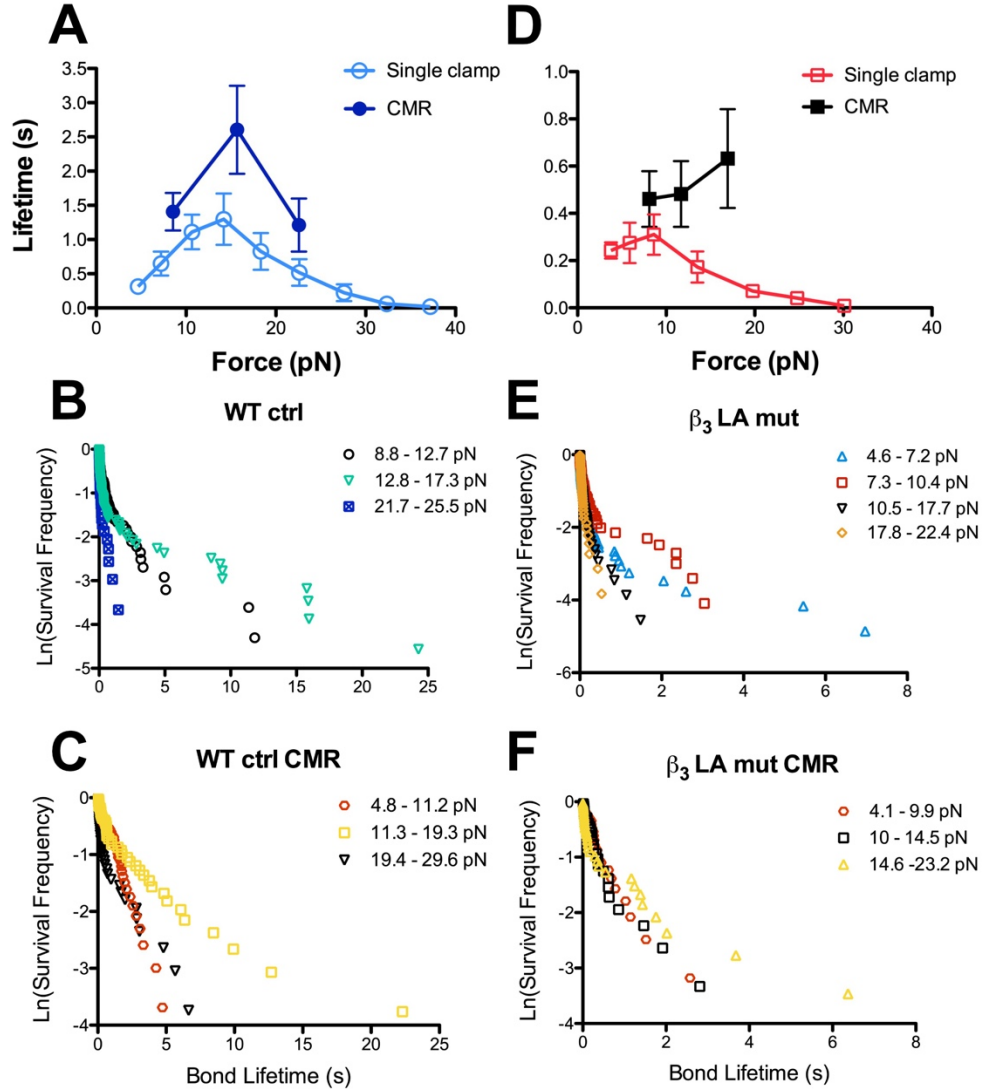 A
Lifetime (s)
3.5
3.0
2.5
2.0
1.5
1.0
0.5
0.0
0 10 20 30 40
Force (pN)
Single clamp
CMR
D
1.0
0.8
0.6
0.4
0.2
0.0
0 10 20 30 40
Force (pN)
Single clamp
CMR
B
WT ctrl
Ln(Survival Frequency)
0
-1
-2
-3
-4
-5
0 5 10 15 20 25
8.8 - 12.7 pN
12.8 - 17.3 pN
21.7 - 25.5 pN
E
β3 LA mut
Ln(Survival Frequency)
0
-2
-4
-6
0 2 4 6 8
4.6 - 7.2 pN
7.3 - 10.4 pN
10.5 - 17.7 pN
17.8 - 22.4 pN
C
WT ctrl CMR
Ln(Survival Frequency)
0
-1
-2
-3
-4
0 5 10 15 20 25
Bond Lifetime (s)
4.8 - 11.2 pN
11.3 - 19.3 pN
19.4 - 29.6 pN
F
β3 LA mut CMR
Ln(Survival Frequency)
0
-1
-2
-3
-4
0 2 4 6 8
Bond Lifetime (s)
4.1 - 9.9 pN
10 - 14.5 pN
14.6 -23.2 pN